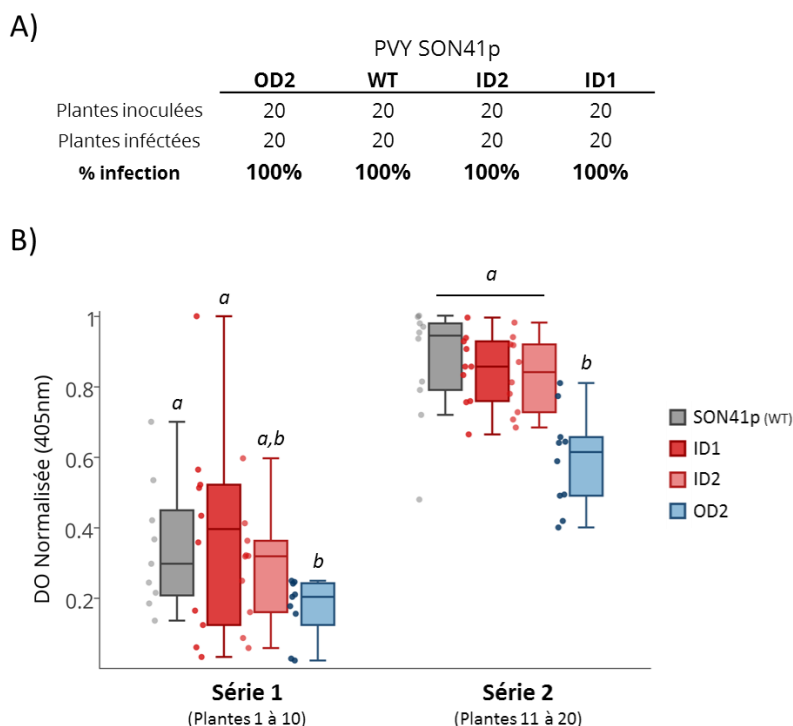 A)
PVY SON41p
OD2 WT ID2 ID1
Plantes inoculées 20 20 20 20
Plantes inféctées 20 20 20 20
% infection 100% 100% 100% 100%
B)
DO Normalisée (405nm)
1
0.8
0.6
0.4
0.2
a
a
a,b
b
a
b
SON41p (WT)
ID1
ID2
OD2
Série 1
(Plantes 1 à 10)
Série 2
(Plantes 11 à 20)